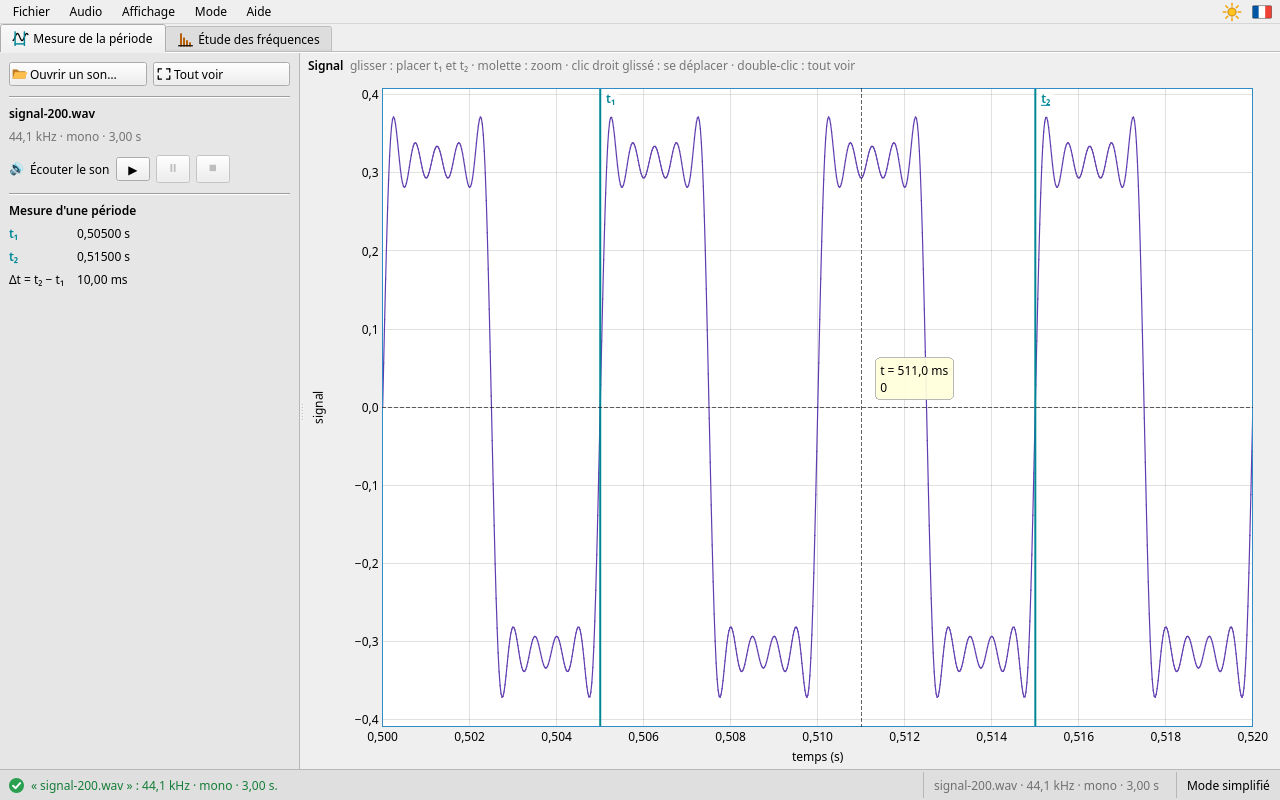 Fichier Audio Affichage Mode Aide
Mesure de la période Étude des fréquences
Ouvrir un son... Tout voir
signal-200.wav
44,1 kHz · mono · 3,00 s
Écouter le son
Mesure d'une période
t₁ 0,50500 s
t₂ 0,51500 s
Δt = t₂ − t₁ 10,00 ms
Signal glisser : placer t₁ et t₂ · molette : zoom · clic droit glissé : se déplacer · double-clic : tout voir
t₁
t₂
0,4
0,3
0,2
0,1
0,0
−0,1
−0,2
−0,3
−0,4
signal
t = 511,0 ms
0
0,500 0,502 0,504 0,506 0,508 0,510 0,512 0,514 0,516 0,518 0,520
temps (s)
« signal-200.wav » : 44,1 kHz · mono · 3,00 s.
signal-200.wav · 44,1 kHz · mono · 3,00 s
Mode simplifié